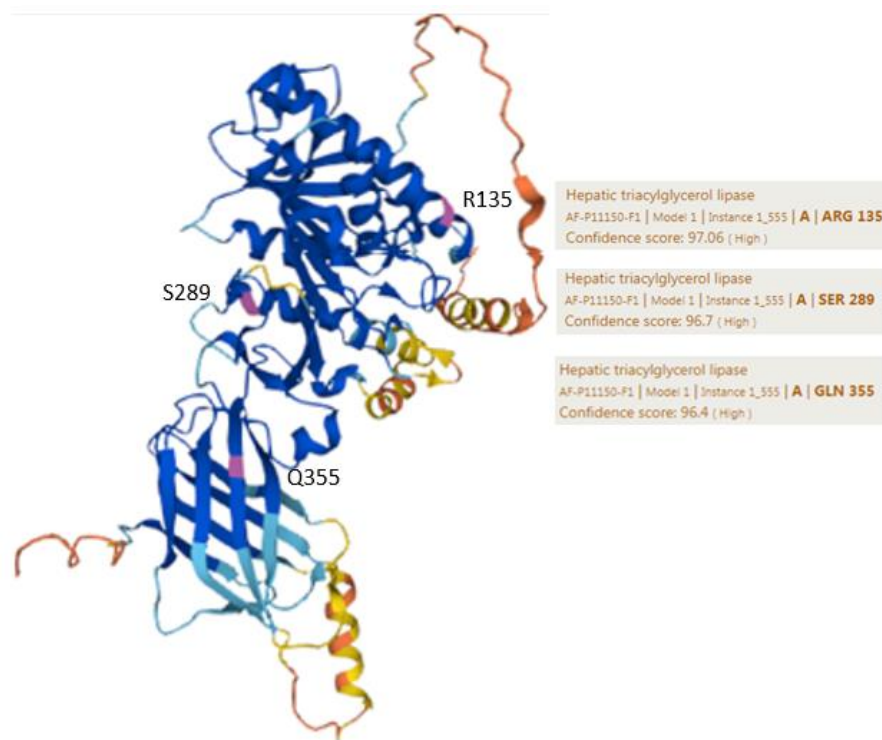 R135
S289
Q355
Hepatic triacylglycerol lipase
AF-P11150-F1 | Model 1 | Instance 1_555 | A | ARG 135
Confidence score: 97.06 ( High )
Hepatic triacylglycerol lipase
AF-P11150-F1 | Model 1 | Instance 1_555 | A | SER 289
Confidence score: 96.7 ( High )
Hepatic triacylglycerol lipase
AF-P11150-F1 | Model 1 | Instance 1_555 | A | GLN 355
Confidence score: 96.4 ( High )